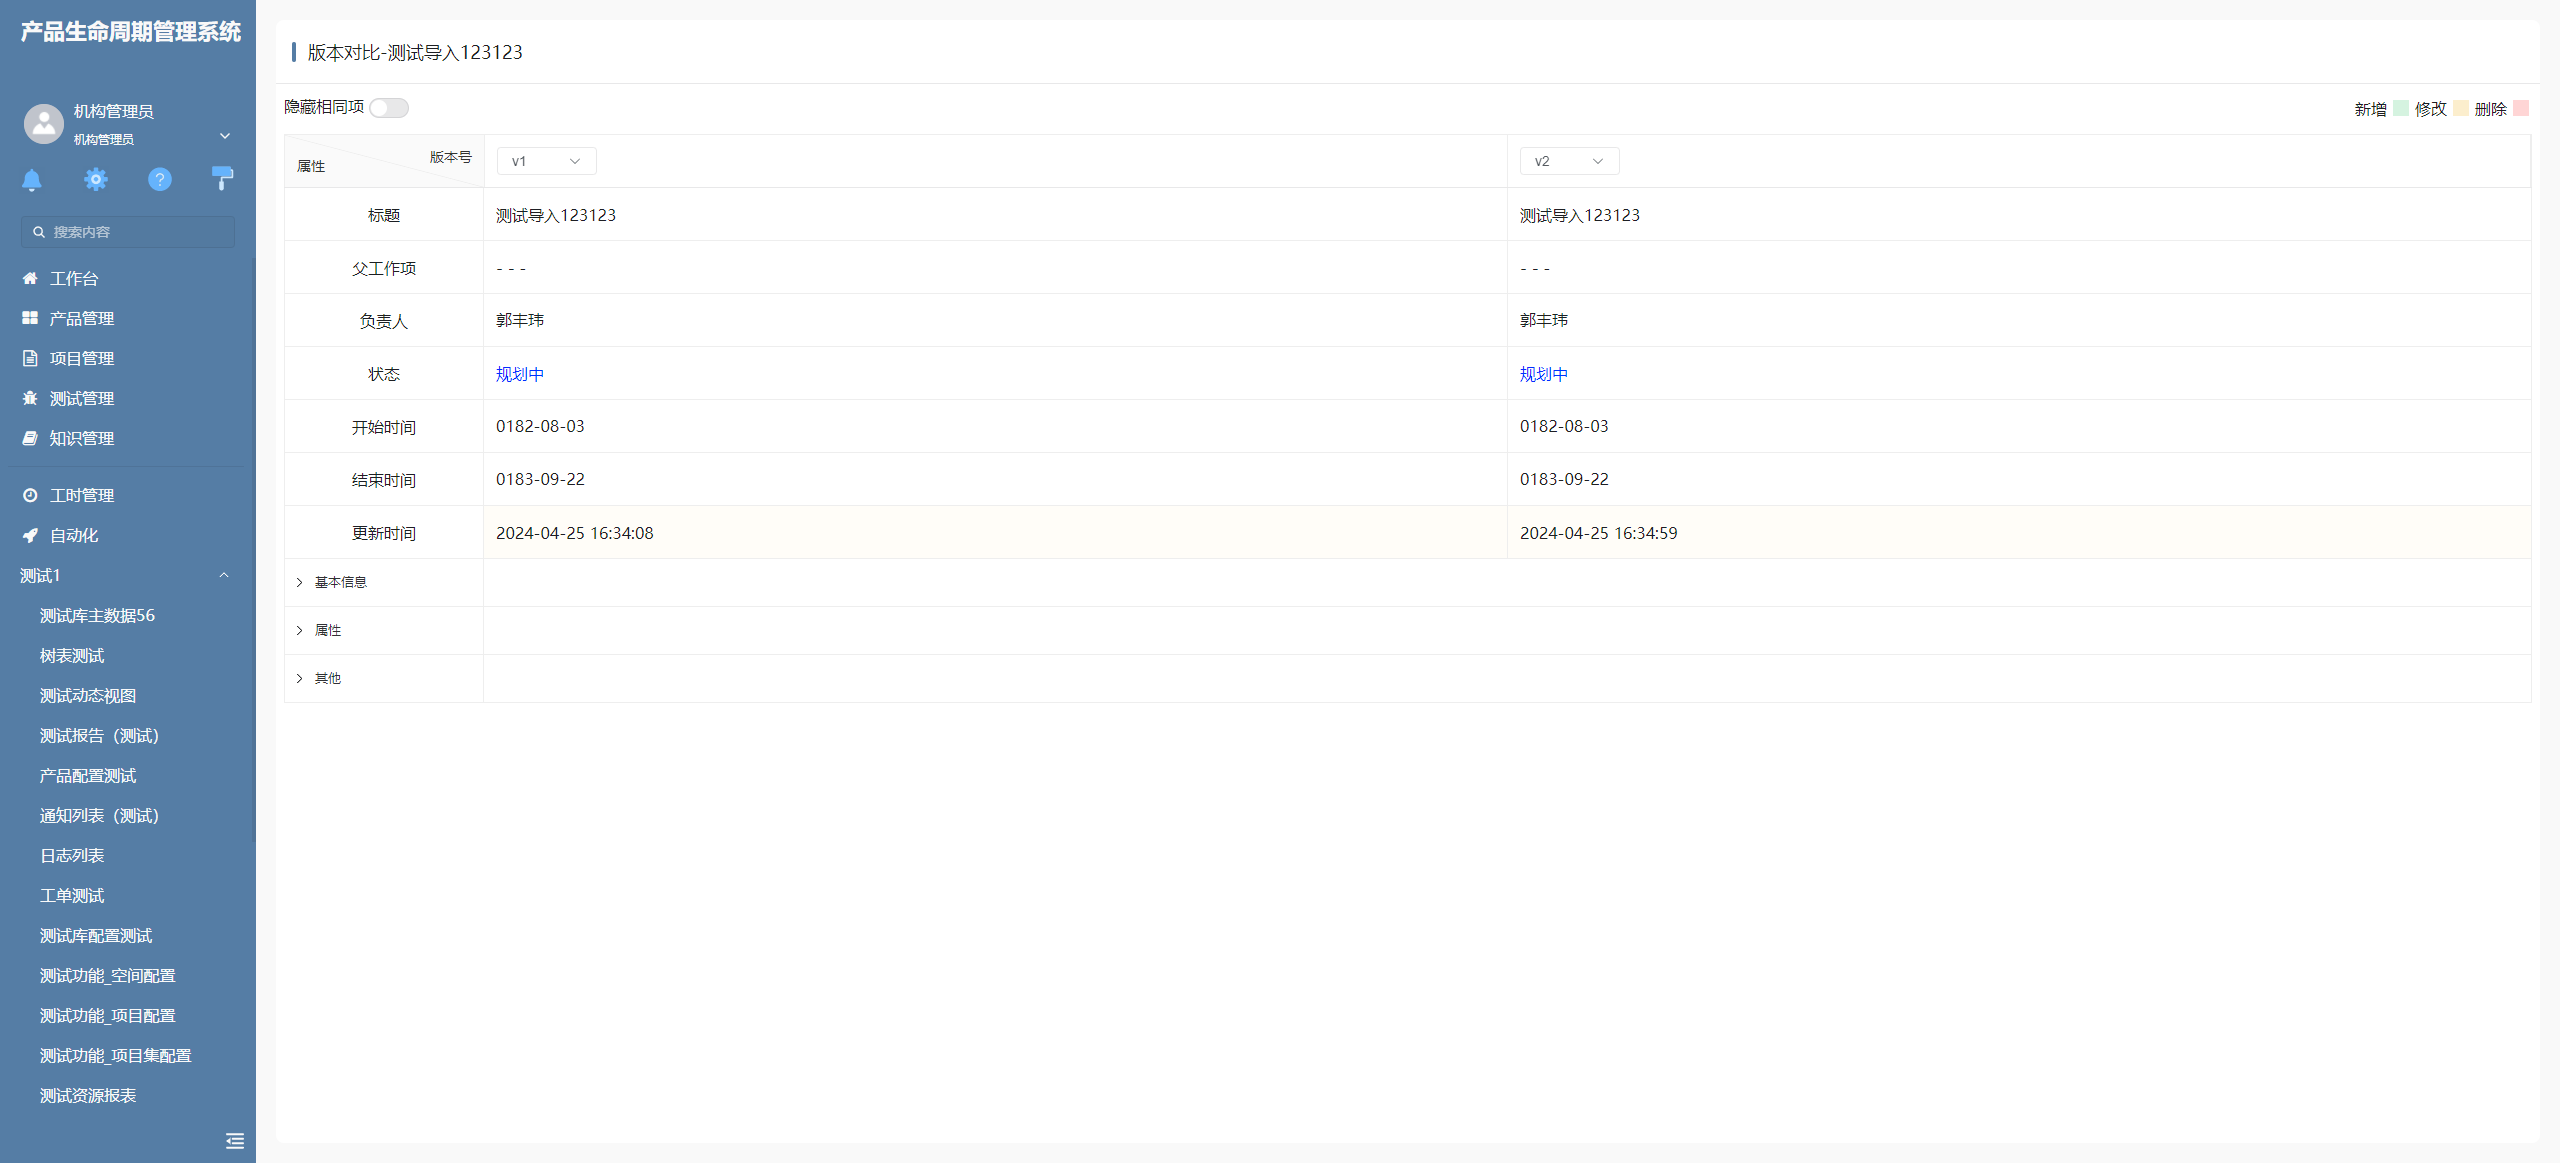 产品生命周期管理系统
机构管理员
机构管理员
搜索内容
工作台
产品管理
项目管理
测试管理
知识管理
工时管理
自动化
测试1
测试库主数据56
树表测试
测试动态视图
测试报告（测试）
产品配置测试
通知列表（测试）
日志列表
工单测试
测试库配置测试
测试功能_空间配置
测试功能_项目配置
测试功能_项目集配置
测试资源报表
版本对比-测试导入123123
隐藏相同项
新增 修改 删除
属性 版本号 v1 v2
标题 测试导入123123 测试导入123123
父工作项 - - - - - -
负责人 郭丰玮 郭丰玮
状态 规划中 规划中
开始时间 0182-08-03 0182-08-03
结束时间 0183-09-22 0183-09-22
更新时间 2024-04-25 16:34:08 2024-04-25 16:34:59
基本信息
属性
其他